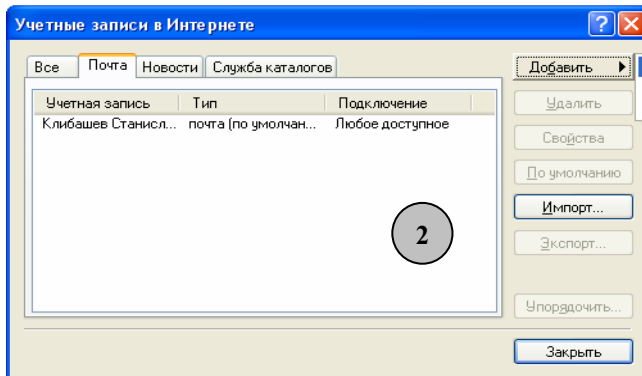 Учетные записи в Интернете
Все Почта Новости Служба каталогов
Добавить
Учетная запись Тип Подключение
Удалить
Клибашев Станисл... почта (по умолчан... Любое доступное
Свойства
По умолчанию
Импорт...
2
Экспорт...
Упорядочить...
Закрыть